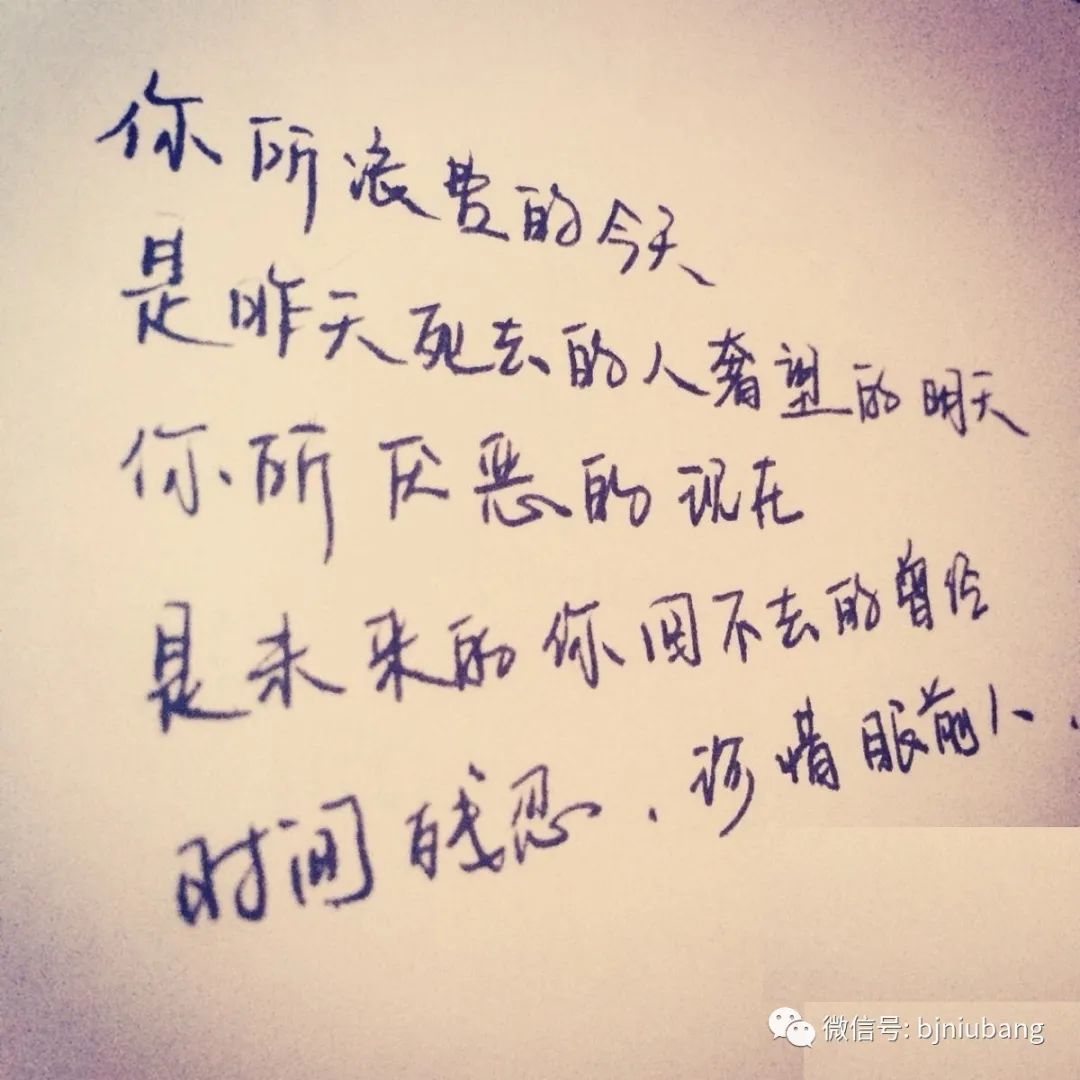 你所浪费的今天
是昨天死去的人奢望的明天
你所厌恶的现在
是未来的你回不去的曾经
时间残忍.珍惜眼前人.
微信号: bjniubang